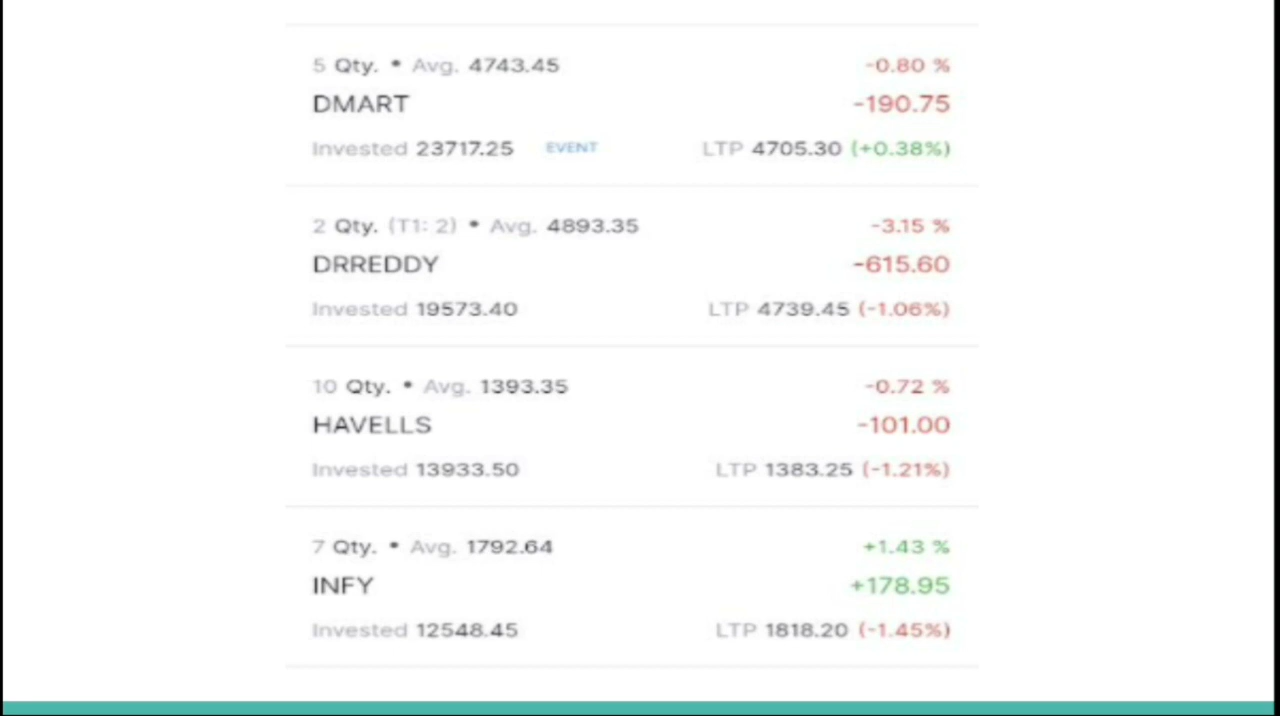 5 Qty. • Avg. 4743.45 -0.80 %
DMART -190.75
Invested 23717.25 EVENT LTP 4705.30 (+0.38%)
2 Qty. (T1: 2) • Avg. 4893.35 -3.15 %
DRREDDY -615.60
Invested 19573.40 LTP 4739.45 (-1.06%)
10 Qty. • Avg. 1393.35 -0.72 %
HAVELLS -101.00
Invested 13933.50 LTP 1383.25 (-1.21%)
7 Qty. • Avg. 1792.64 +1.43 %
INFY +178.95
Invested 12548.45 LTP 1818.20 (-1.45%)